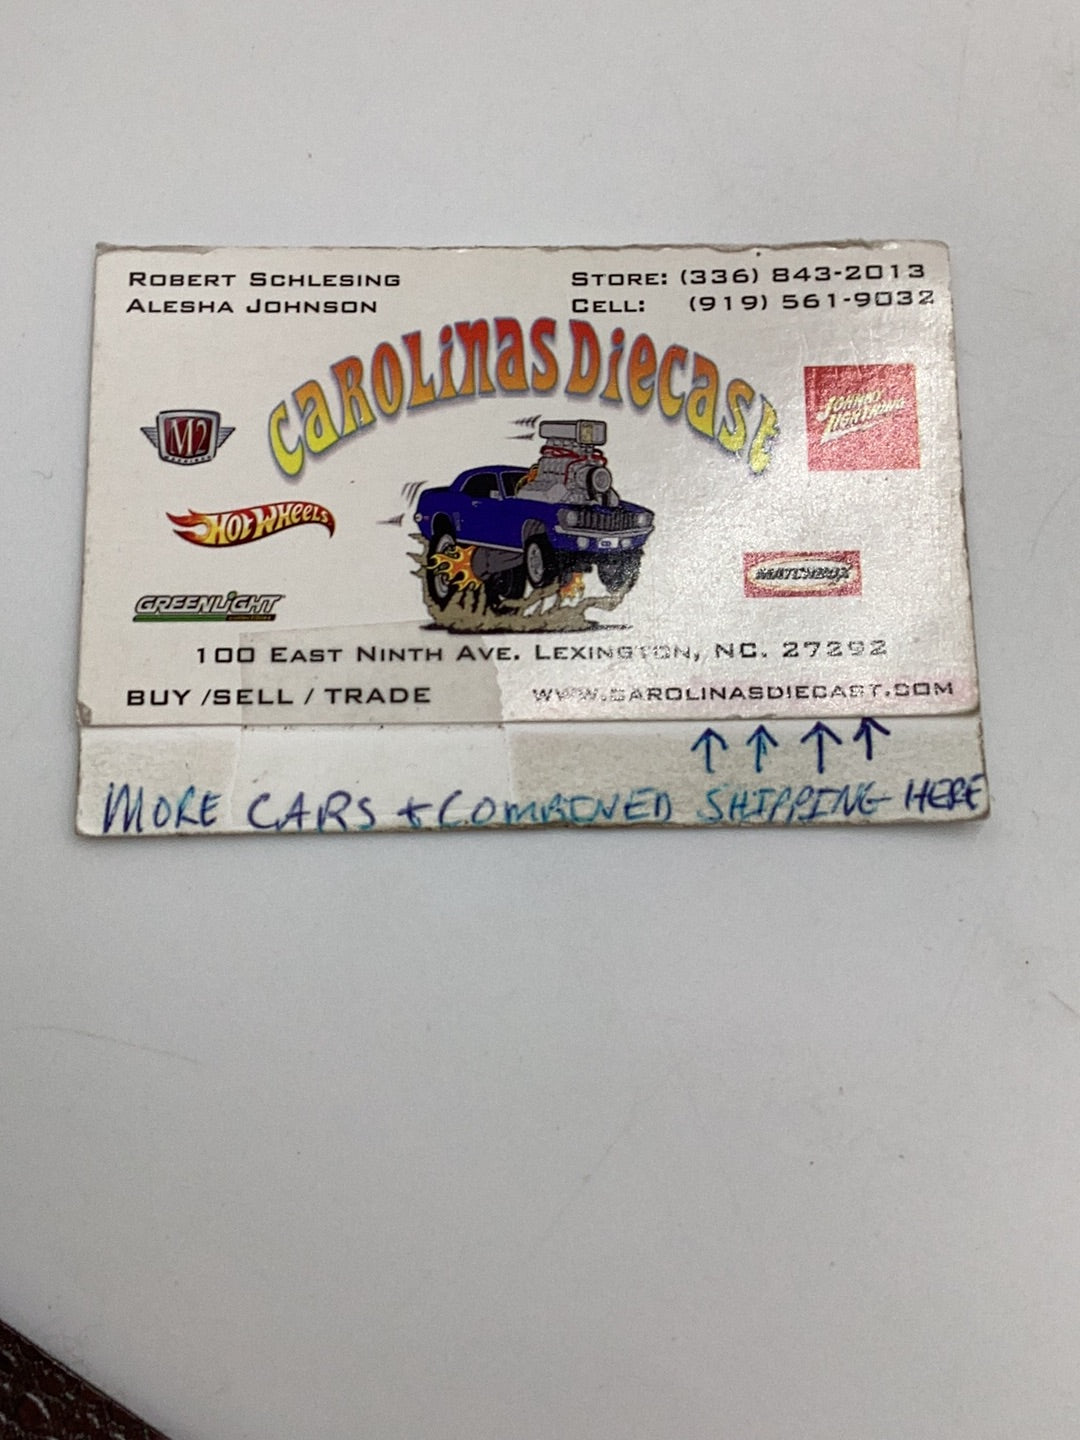 Robert Schlesing
Alesha Johnson
Store: (336) 843-2013
Cell: (919) 561-9032
Carolinas Diecast
M2
Johnny Lightning
Hot Wheels
Matchbox
GreenLight
100 East Ninth Ave. Lexington, NC. 27292
BUY /SELL / TRADE
www.carolinasdiecast.com
↑ ↑ ↑ ↑
MORE CARS + COMBINED SHIPPING HERE